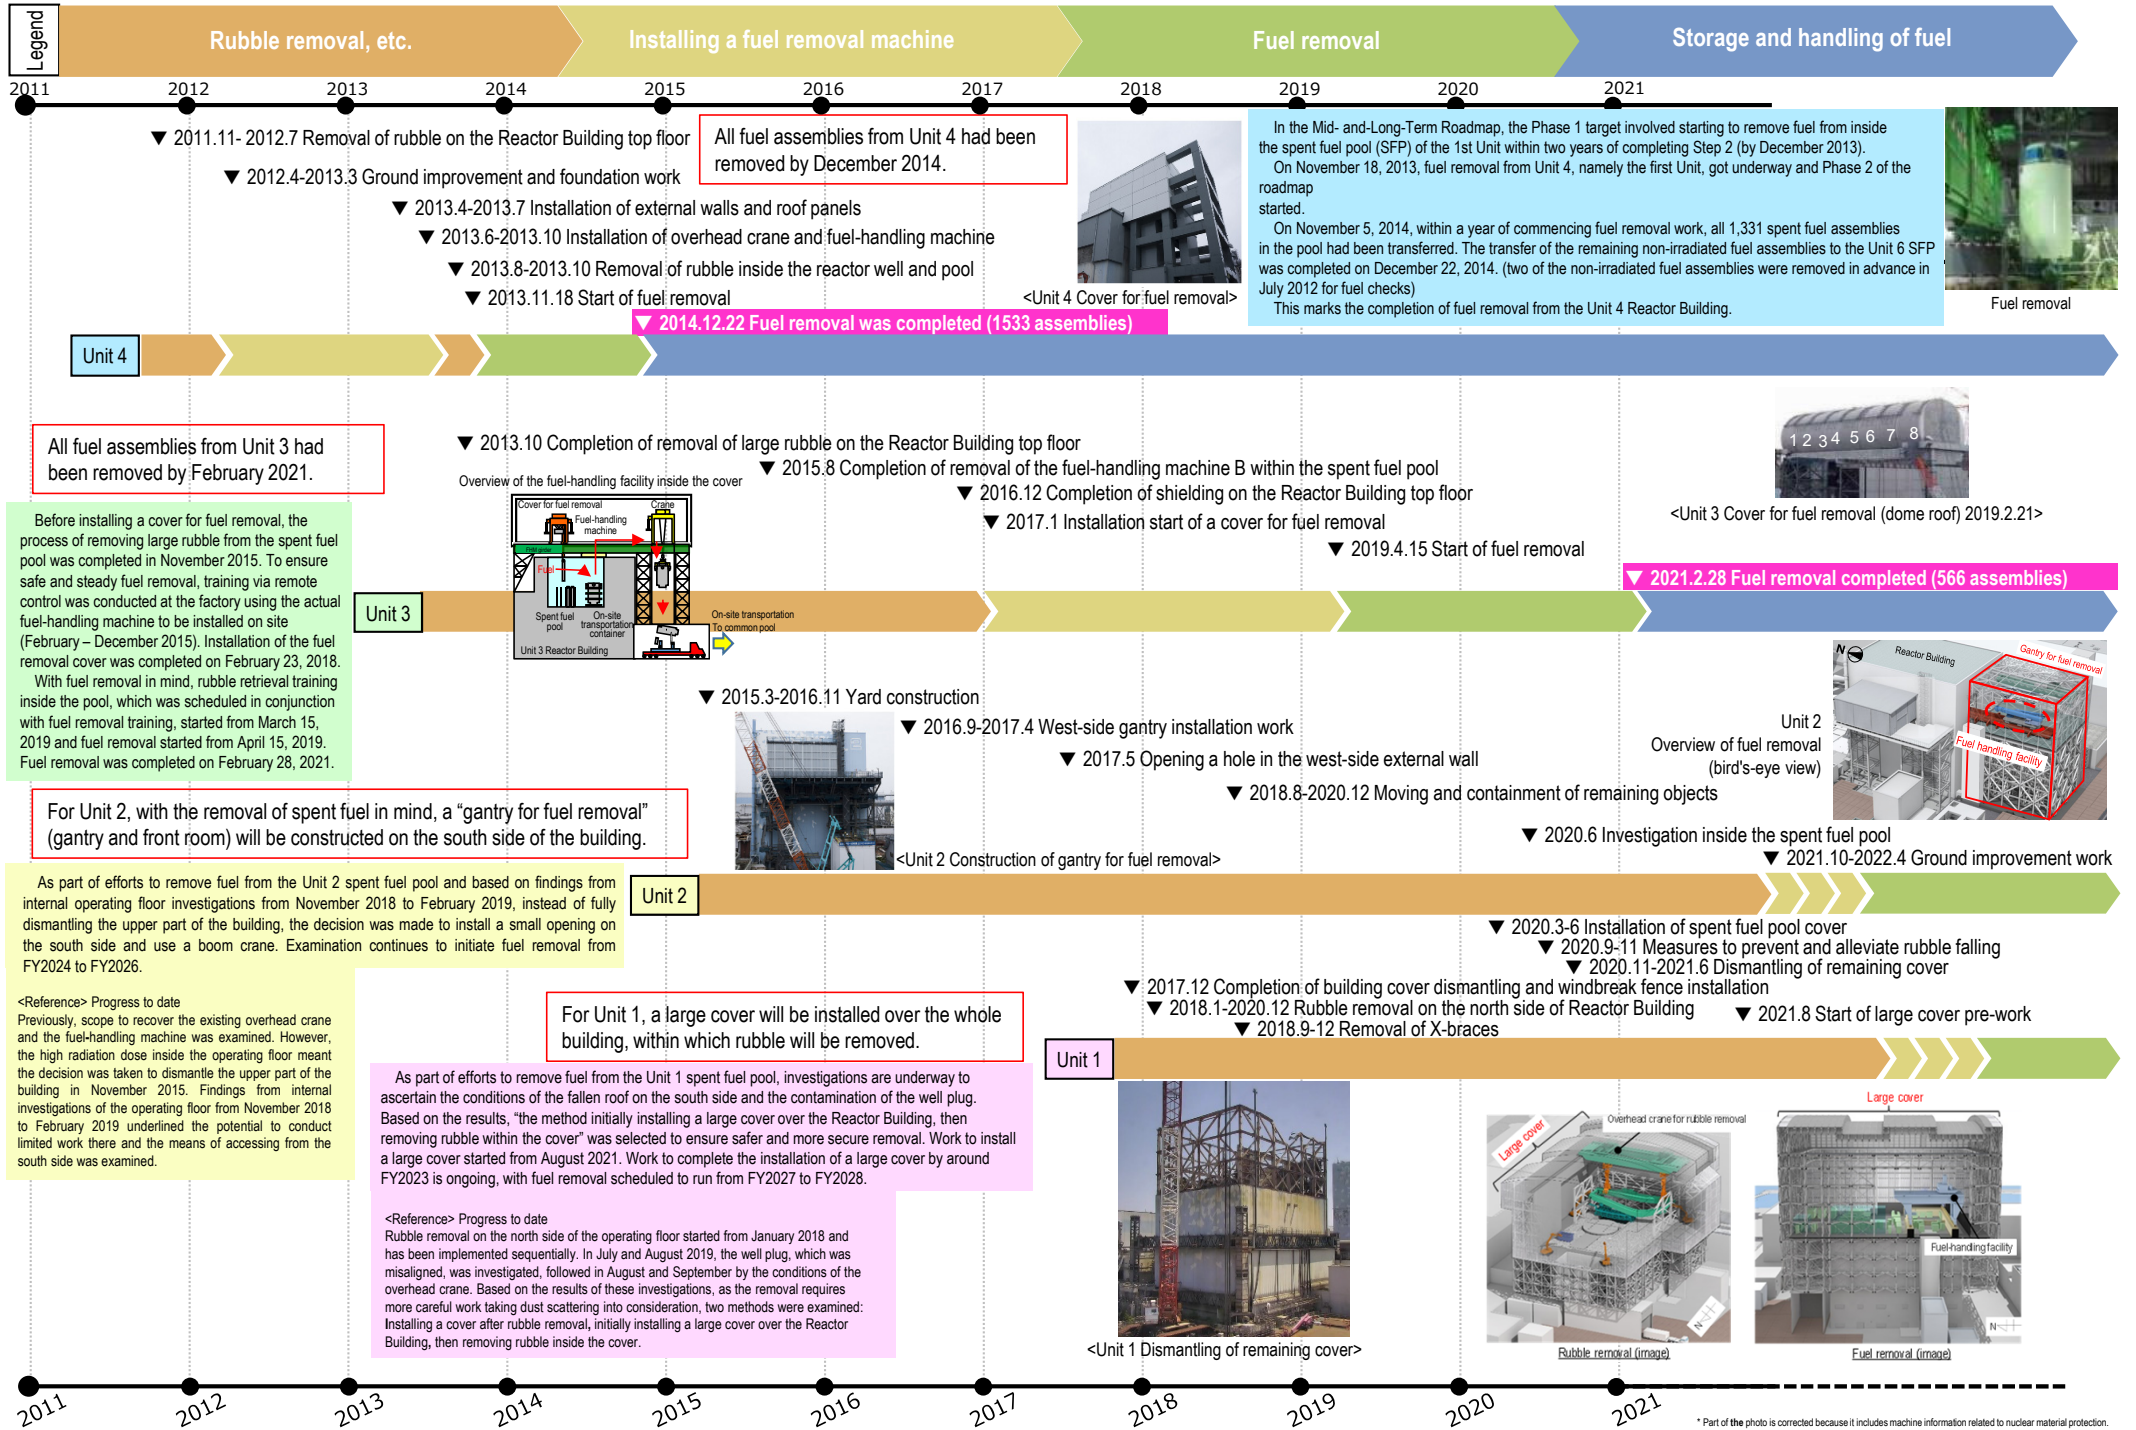 Legend
Rubble removal, etc.
Installing a fuel removal machine
Fuel removal
Storage and handling of fuel
2011
2012
2013
2014
2015
2016
2017
2018
2019
2020
2021
▼ 2011.11- 2012.7 Removal of rubble on the Reactor Building top floor
▼ 2012.4-2013.3 Ground improvement and foundation work
▼ 2013.4-2013.7 Installation of external walls and roof panels
▼ 2013.6-2013.10 Installation of overhead crane and fuel-handling machine
▼ 2013.8-2013.10 Removal of rubble inside the reactor well and pool
▼ 2013.11.18 Start of fuel removal
▼ 2014.12.22 Fuel removal was completed (1533 assemblies)
All fuel assemblies from Unit 4 had been
removed by December 2014.
<Unit 4 Cover for fuel removal>
In the Mid- and-Long-Term Roadmap, the Phase 1 target involved starting to remove fuel from inside
the spent fuel pool (SFP) of the 1st Unit within two years of completing Step 2 (by December 2013).
On November 18, 2013, fuel removal from Unit 4, namely the first Unit, got underway and Phase 2 of the
roadmap
started.
On November 5, 2014, within a year of commencing fuel removal work, all 1,331 spent fuel assemblies
in the pool had been transferred. The transfer of the remaining non-irradiated fuel assemblies to the Unit 6 SFP
was completed on December 22, 2014. (two of the non-irradiated fuel assemblies were removed in advance in
July 2012 for fuel checks)
This marks the completion of fuel removal from the Unit 4 Reactor Building.
Fuel removal
Unit 4
All fuel assemblies from Unit 3 had
been removed by February 2021.
▼ 2013.10 Completion of removal of large rubble on the Reactor Building top floor
▼ 2015.8 Completion of removal of the fuel-handling machine B within the spent fuel pool
▼ 2016.12 Completion of shielding on the Reactor Building top floor
▼ 2017.1 Installation start of a cover for fuel removal
▼ 2019.4.15 Start of fuel removal
▼ 2021.2.28 Fuel removal completed (566 assemblies)
1 2 3 4 5 6 7 8
<Unit 3 Cover for fuel removal (dome roof) 2019.2.21>
Overview of the fuel-handling facility inside the cover
Cover for fuel removal
Crane
Fuel-handling
machine
FHM girder
Fuel
Spent fuel
pool
On-site
transportation
container
Unit 3 Reactor Building
On-site transportation
To common pool
Before installing a cover for fuel removal, the
process of removing large rubble from the spent fuel
pool was completed in November 2015. To ensure
safe and steady fuel removal, training via remote
control was conducted at the factory using the actual
fuel-handling machine to be installed on site
(February – December 2015). Installation of the fuel
removal cover was completed on February 23, 2018.
With fuel removal in mind, rubble retrieval training
inside the pool, which was scheduled in conjunction
with fuel removal training, started from March 15,
2019 and fuel removal started from April 15, 2019.
Fuel removal was completed on February 28, 2021.
Unit 3
▼ 2015.3-2016.11 Yard construction
▼ 2016.9-2017.4 West-side gantry installation work
▼ 2017.5 Opening a hole in the west-side external wall
▼ 2018.8-2020.12 Moving and containment of remaining objects
▼ 2020.6 Investigation inside the spent fuel pool
▼ 2021.10-2022.4 Ground improvement work
<Unit 2 Construction of gantry for fuel removal>
Unit 2
Overview of fuel removal
(bird's-eye view)
N
Reactor Building
Gantry for fuel removal
Fuel handling facility
For Unit 2, with the removal of spent fuel in mind, a “gantry for fuel removal”
(gantry and front room) will be constructed on the south side of the building.
Unit 2
As part of efforts to remove fuel from the Unit 2 spent fuel pool and based on findings from
internal operating floor investigations from November 2018 to February 2019, instead of fully
dismantling the upper part of the building, the decision was made to install a small opening on
the south side and use a boom crane. Examination continues to initiate fuel removal from
FY2024 to FY2026.
<Reference> Progress to date
Previously, scope to recover the existing overhead crane
and the fuel-handling machine was examined. However,
the high radiation dose inside the operating floor meant
the decision was taken to dismantle the upper part of the
building in November 2015. Findings from internal
investigations of the operating floor from November 2018
to February 2019 underlined the potential to conduct
limited work there and the means of accessing from the
south side was examined.
▼ 2020.3-6 Installation of spent fuel pool cover
▼ 2020.9-11 Measures to prevent and alleviate rubble falling
▼ 2020.11-2021.6 Dismantling of remaining cover
▼ 2017.12 Completion of building cover dismantling and windbreak fence installation
▼ 2018.1-2020.12 Rubble removal on the north side of Reactor Building
▼ 2018.9-12 Removal of X-braces
▼ 2021.8 Start of large cover pre-work
For Unit 1, a large cover will be installed over the whole
building, within which rubble will be removed.
Unit 1
As part of efforts to remove fuel from the Unit 1 spent fuel pool, investigations are underway to
ascertain the conditions of the fallen roof on the south side and the contamination of the well plug.
Based on the results, “the method initially installing a large cover over the Reactor Building, then
removing rubble within the cover” was selected to ensure safer and more secure removal. Work to install
a large cover started from August 2021. Work to complete the installation of a large cover by around
FY2023 is ongoing, with fuel removal scheduled to run from FY2027 to FY2028.
<Reference> Progress to date
Rubble removal on the north side of the operating floor started from January 2018 and
has been implemented sequentially. In July and August 2019, the well plug, which was
misaligned, was investigated, followed in August and September by the conditions of the
overhead crane. Based on the results of these investigations, as the removal requires
more careful work taking dust scattering into consideration, two methods were examined:
Installing a cover after rubble removal, initially installing a large cover over the Reactor
Building, then removing rubble inside the cover.
<Unit 1 Dismantling of remaining cover>
Large cover
Overhead crane for rubble removal
N
Rubble removal (image)
Large cover
Fuel-handling facility
N
Fuel removal (image)
2011
2012
2013
2014
2015
2016
2017
2018
2019
2020
2021
* Part of the photo is corrected because it includes machine information related to nuclear material protection.